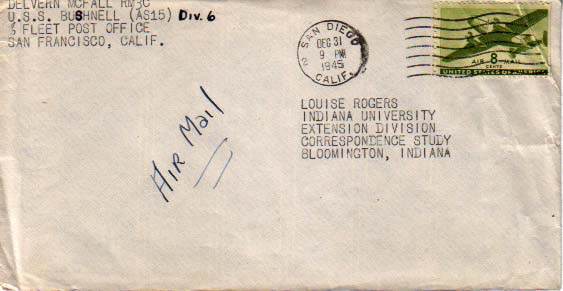 DELVERN MCFALL RM3C
U.S.S. BUSHNELL (AS15) Div. 6
% FLEET POST OFFICE
SAN FRANCISCO, CALIF.
SAN DIEGO
2
DEC 31
9 PM
1945
CALIF.
AIR 8 MAIL
CENTS
UNITED STATES OF AMERICA
AIR MAIL
LOUISE ROGERS
INDIANA UNIVERSITY
EXTENSION DIVISION
CORRESPONDENCE STUDY
BLOOMINGTON, INDIANA